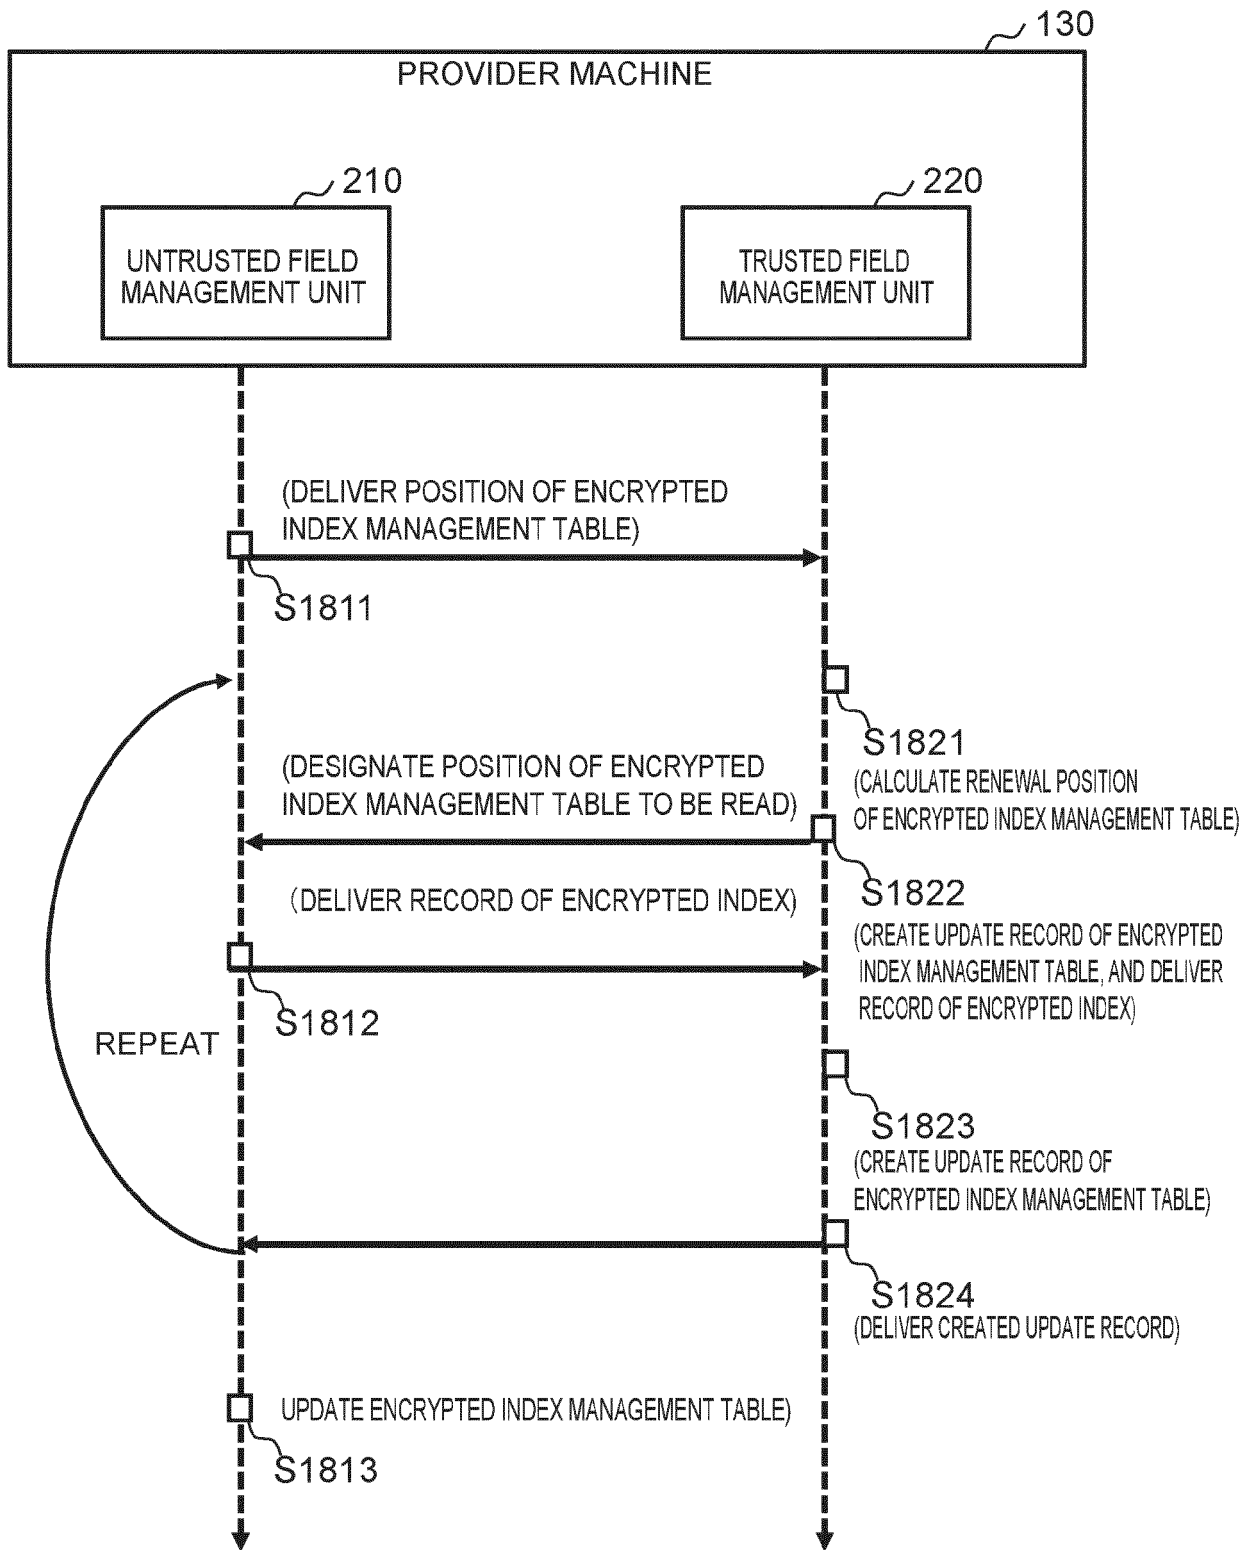 130
PROVIDER MACHINE
210
220
UNTRUSTED FIELD
MANAGEMENT UNIT
TRUSTED FIELD
MANAGEMENT UNIT
(DELIVER POSITION OF ENCRYPTED
INDEX MANAGEMENT TABLE)
S1811
S1821
(CALCULATE RENEWAL POSITION
OF ENCRYPTED INDEX MANAGEMENT TABLE)
(DESIGNATE POSITION OF ENCRYPTED
INDEX MANAGEMENT TABLE TO BE READ)
S1822
(CREATE UPDATE RECORD OF ENCRYPTED
INDEX MANAGEMENT TABLE, AND DELIVER
RECORD OF ENCRYPTED INDEX)
(DELIVER RECORD OF ENCRYPTED INDEX)
S1812
REPEAT
S1823
(CREATE UPDATE RECORD OF
ENCRYPTED INDEX MANAGEMENT TABLE)
S1824
(DELIVER CREATED UPDATE RECORD)
UPDATE ENCRYPTED INDEX MANAGEMENT TABLE)
S1813